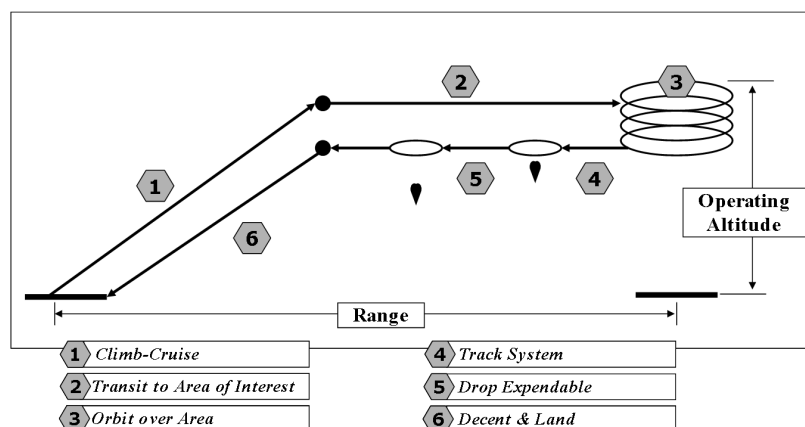 2
3
1
5
4
6
Operating
Altitude
Range
1 Climb-Cruise
2 Transit to Area of Interest
3 Orbit over Area
4 Track System
5 Drop Expendable
6 Decent & Land